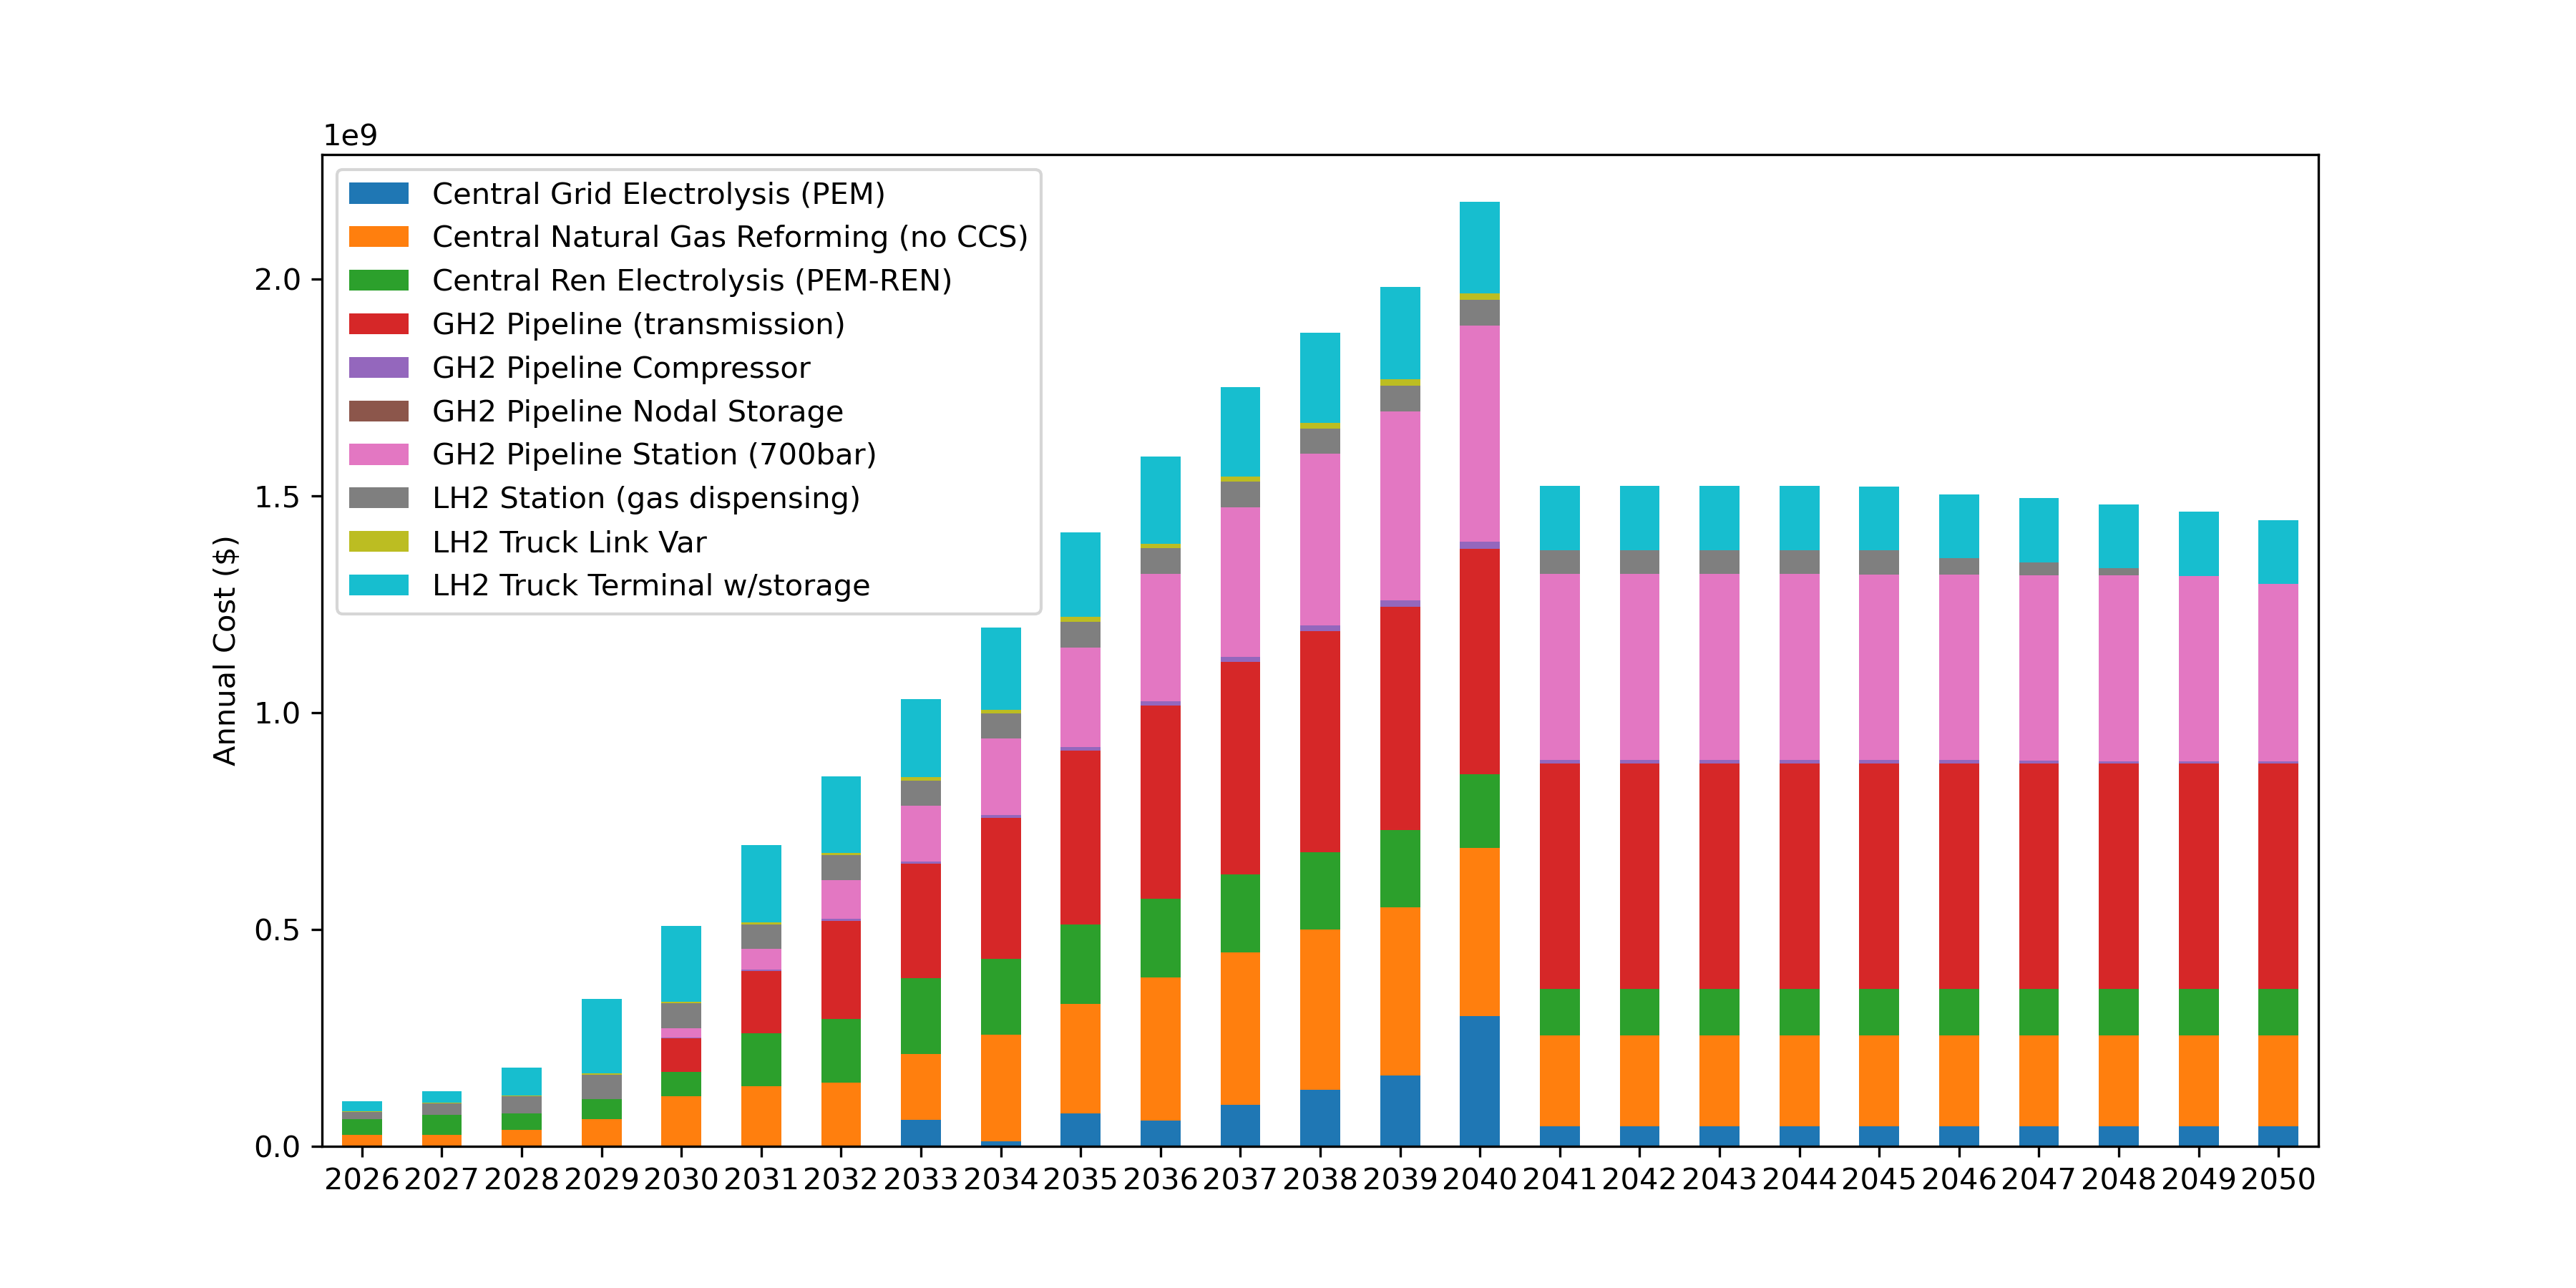 1e9
Central Grid Electrolysis (PEM)
Central Natural Gas Reforming (no CCS)
Central Ren Electrolysis (PEM-REN)
GH2 Pipeline (transmission)
GH2 Pipeline Compressor
GH2 Pipeline Nodal Storage
GH2 Pipeline Station (700bar)
LH2 Station (gas dispensing)
LH2 Truck Link Var
LH2 Truck Terminal w/storage
Annual Cost ($)
2.0
1.5
1.0
0.5
0.0
2026 2027 2028 2029 2030 2031 2032 2033 2034 2035 2036 2037 2038 2039 2040 2041 2042 2043 2044 2045 2046 2047 2048 2049 2050